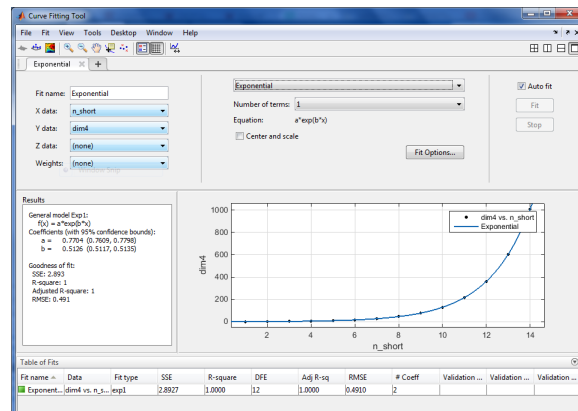 Curve Fitting Tool
File Fit View Tools Desktop Window Help
Exponential
Fit name: Exponential
X data: n_short
Y data: dim4
Z data: (none)
Weights: (none)
Exponential
Number of terms: 1
Equation: a*exp(b*x)
Center and scale
Fit Options...
Auto fit
Fit
Stop
Results
General model Exp1:
f(x) = a*exp(b*x)
Coefficients (with 95% confidence bounds):
a = 0.7704 (0.7609, 0.7798)
b = 0.5126 (0.5117, 0.5135)
Goodness of fit:
SSE: 2.893
R-square: 1
Adjusted R-square: 1
RMSE: 0.491
1000
800
600
400
200
0
dim4
dim4 vs. n_short
Exponential
2 4 6 8 10 12 14
n_short
Table of Fits
Fit name Data Fit type SSE R-square DFE Adj R-sq RMSE # Coeff Validation ... Validation ... Validation ...
Exponent... dim4 vs. n_s... exp1 2.8927 1.0000 12 1.0000 0.4910 2